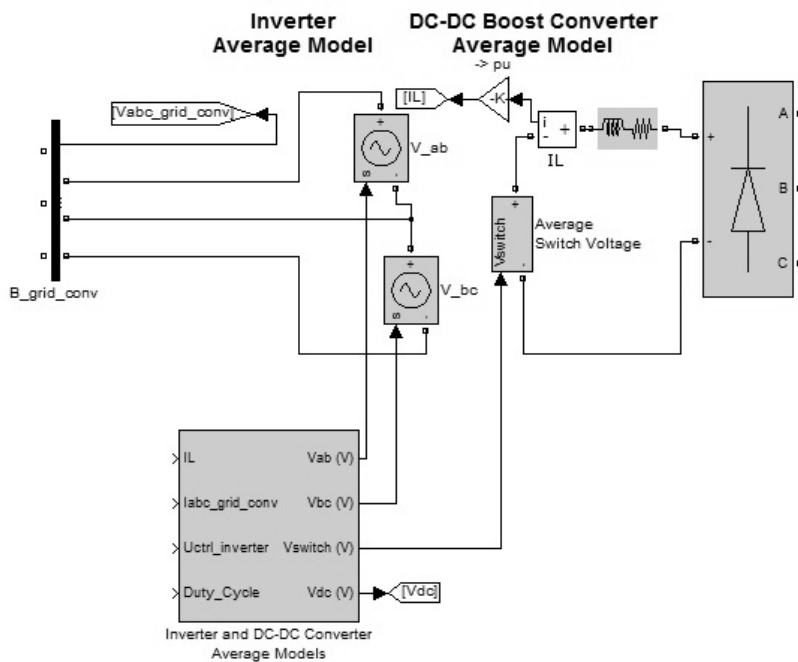 Inverter
Average Model
DC-DC Boost Converter
Average Model
-> pu
[Vabc_grid_conv]
[IL]
-K-
i
+
-
IL
A
+
V_ab
s
-
+
-
B
C
Vswitch
+
-
Average
Switch Voltage
+
V_bc
s
-
B_grid_conv
IL
Iabc_grid_conv
Uctrl_inverter
Duty_Cycle
Vab (V)
Vbc (V)
Vswitch (V)
Vdc (V)
[Vdc]
Inverter and DC-DC Converter
Average Models